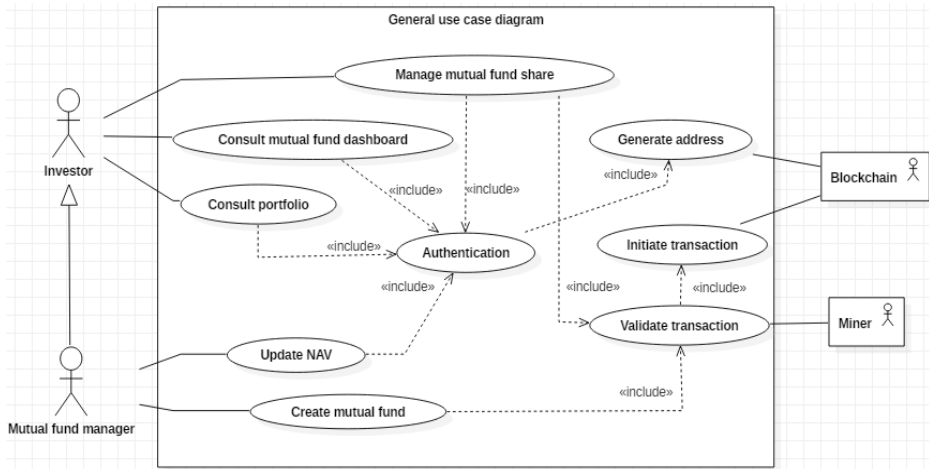 General use case diagram
Manage mutual fund share
Consult mutual fund dashboard
Generate address
Investor
Blockchain
«include»
«include»
«include»
Consult portfolio
«include»
Authentication
Initiate transaction
«include»
«include»
«include»
Validate transaction
Miner
Update NAV
«include»
Create mutual fund
Mutual fund manager